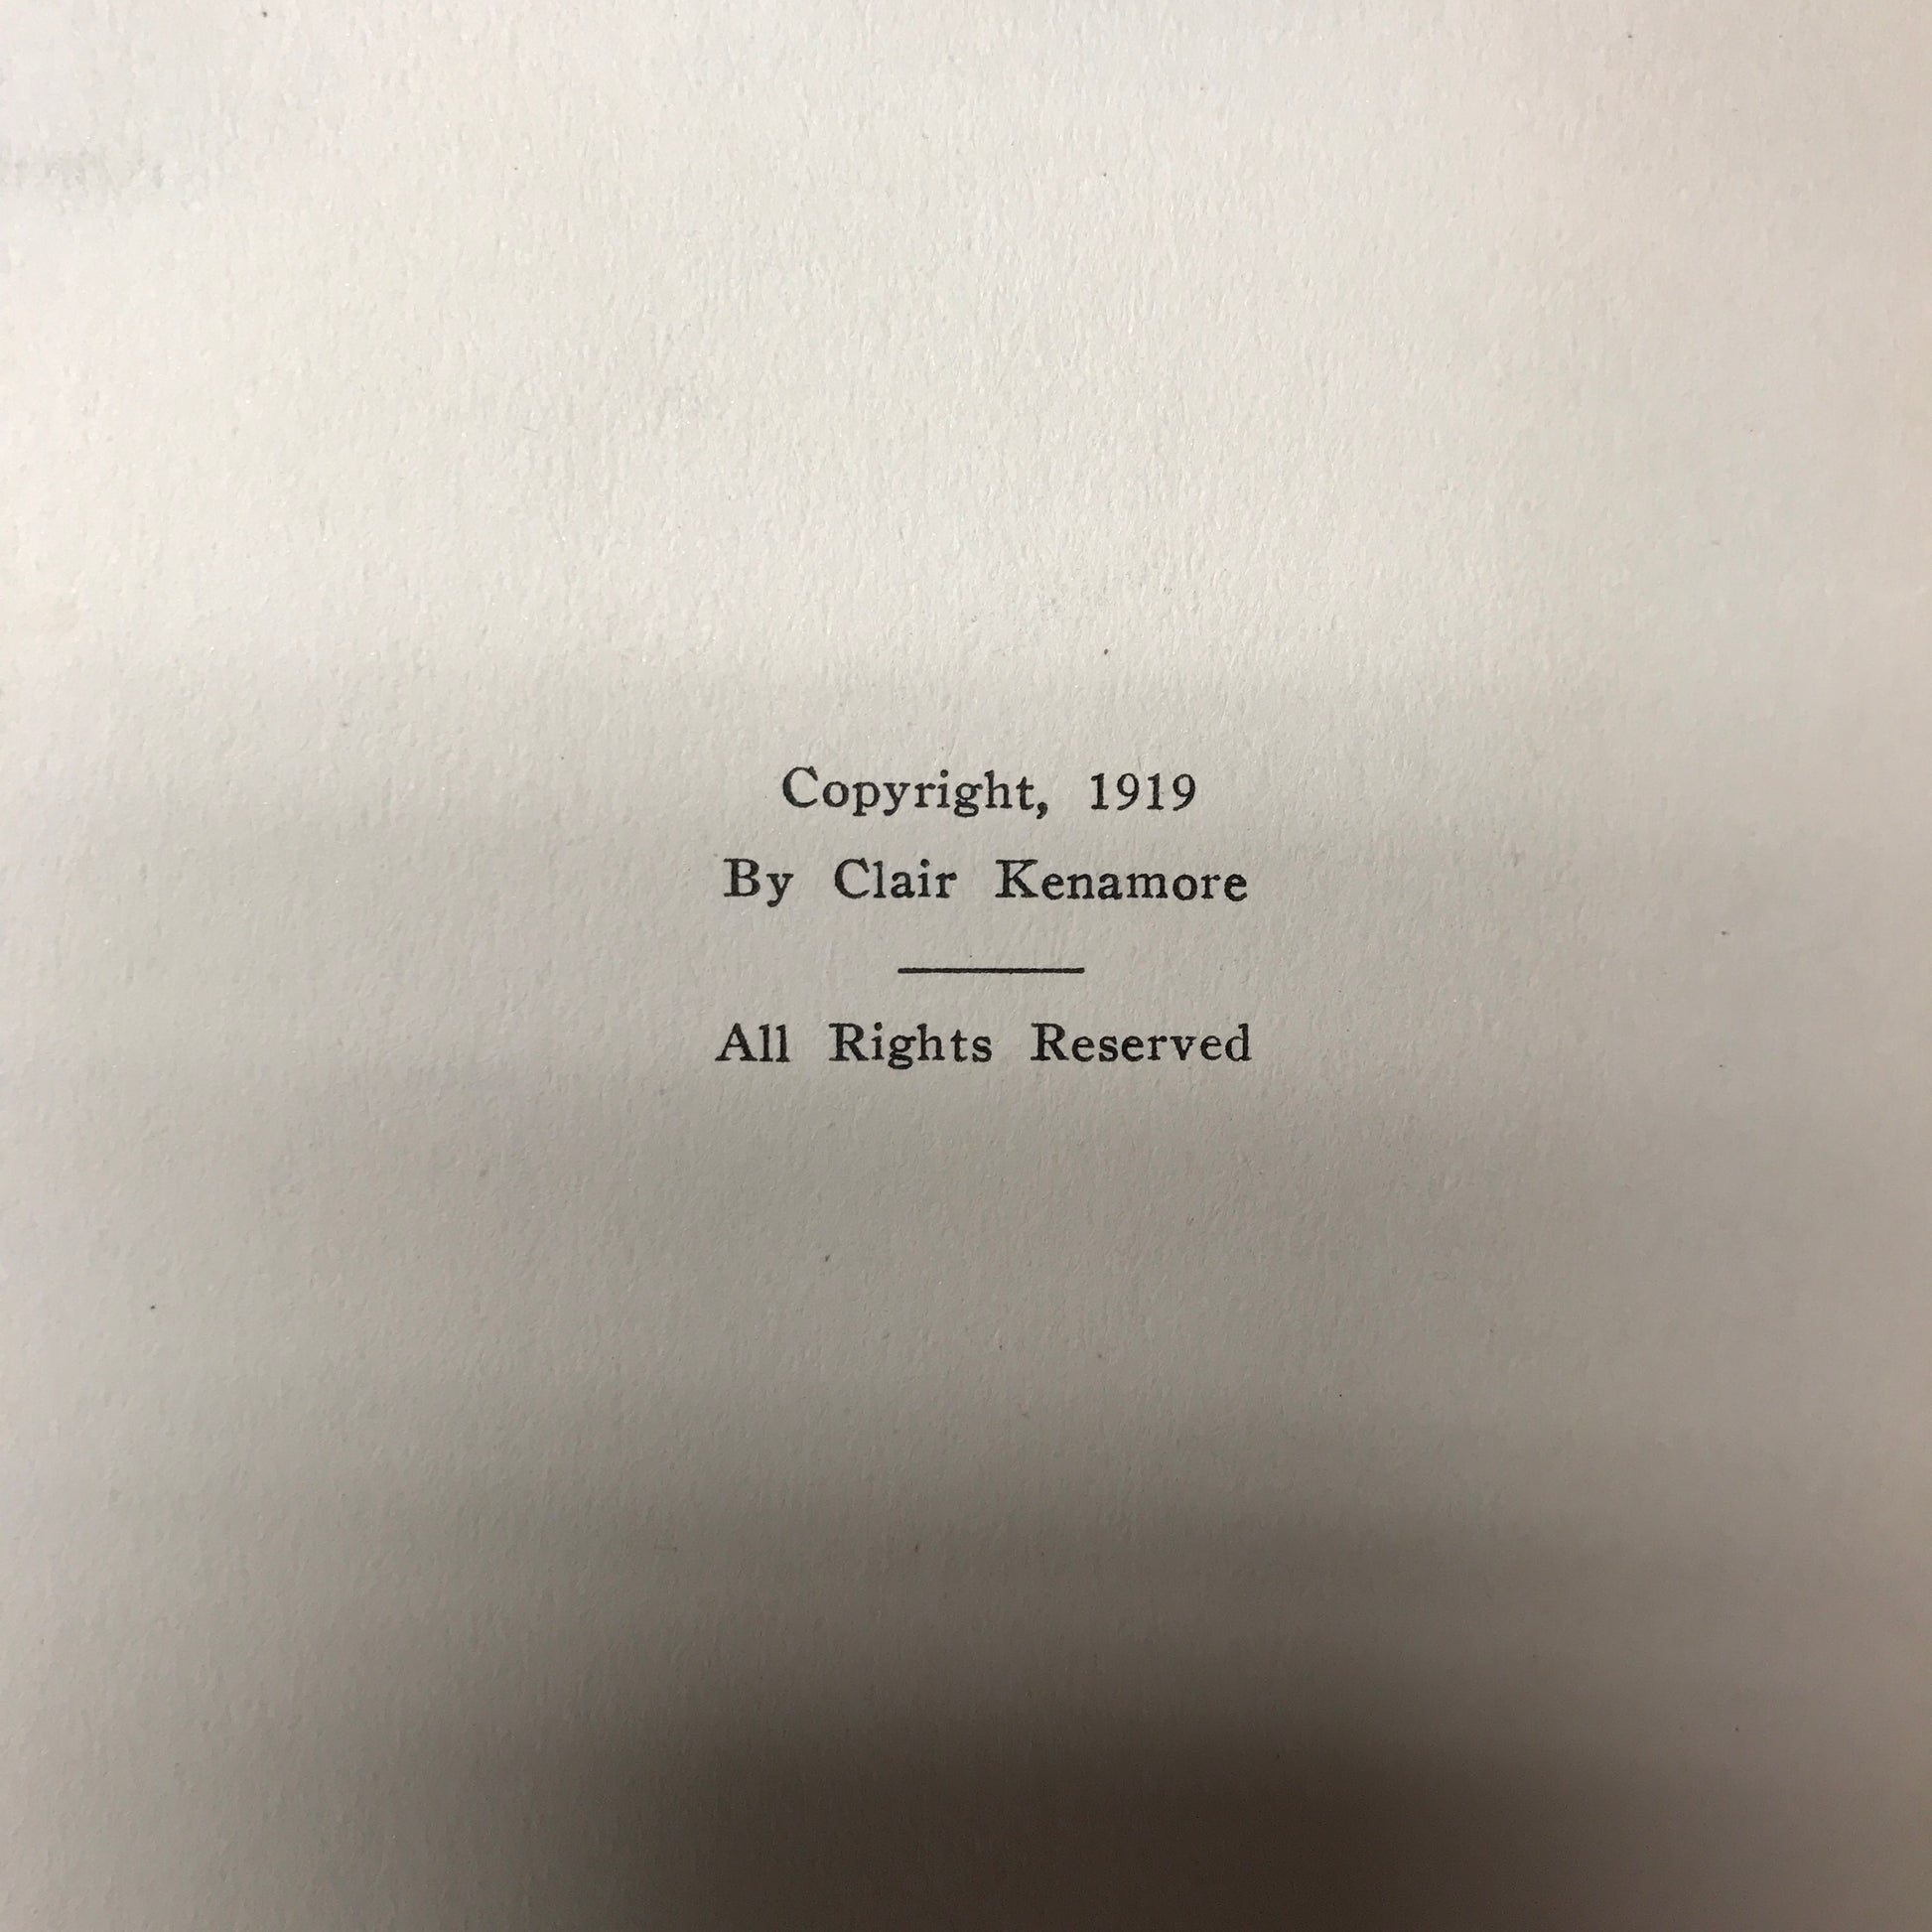 Copyright, 1919
By Clair Kenamore
All Rights Reserved